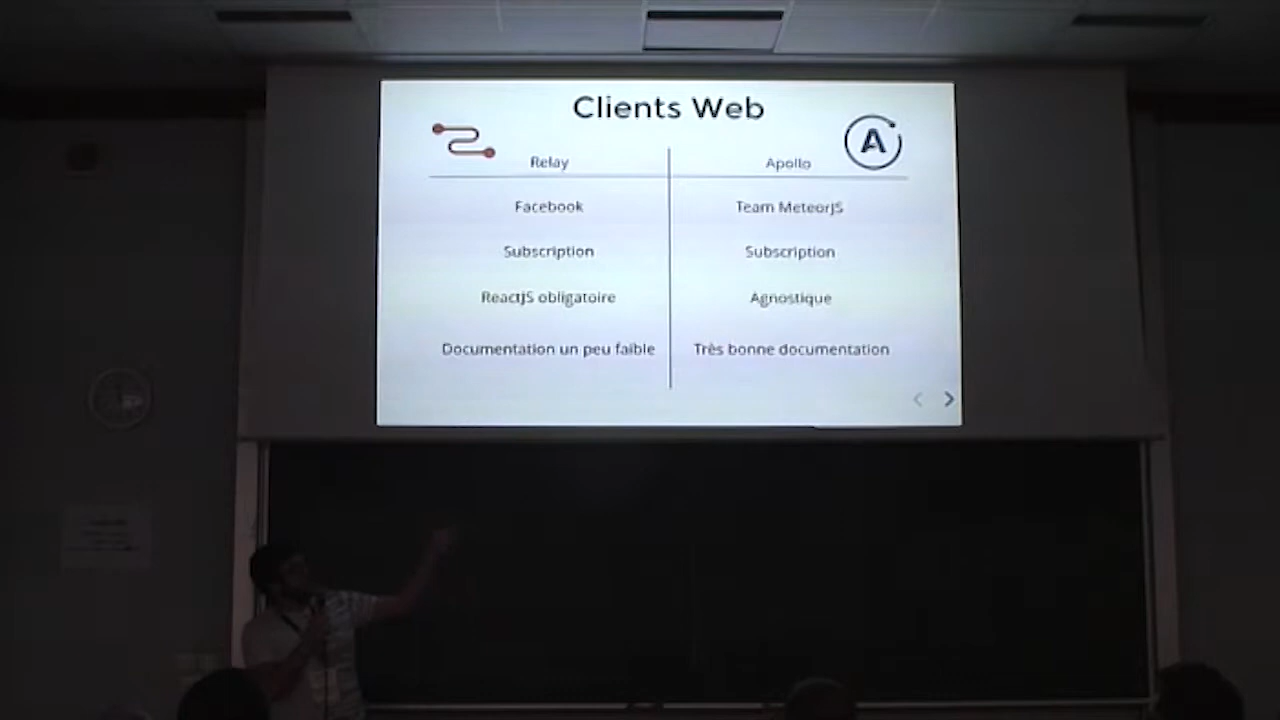 Clients Web
A
Relay Apollo
Facebook Team MeteorJS
Subscription Subscription
ReactJS obligatoire Agnostique
Documentation un peu faible Très bonne documentation